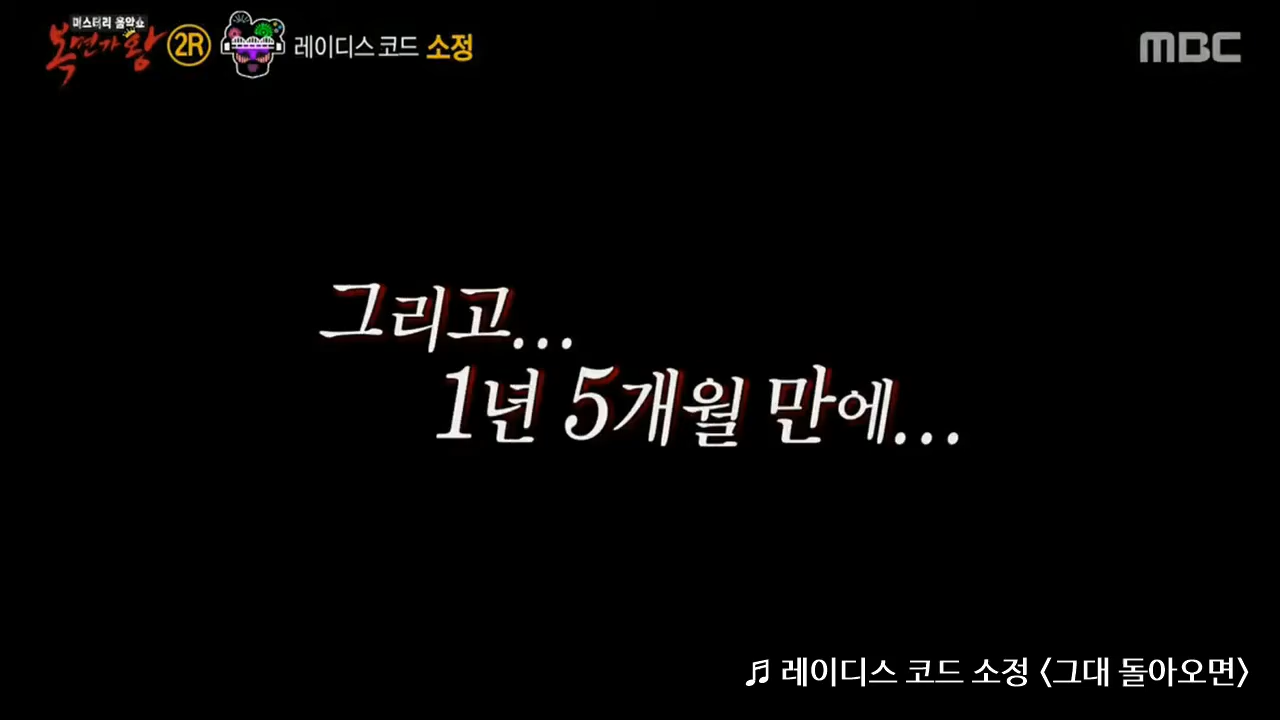 미스터리 음악쇼
복면가왕 2R 레이디스 코드 소정
MBC
그리고...
1년 5개월 만에...
♬ 레이디스 코드 소정 〈그대 돌아오면〉